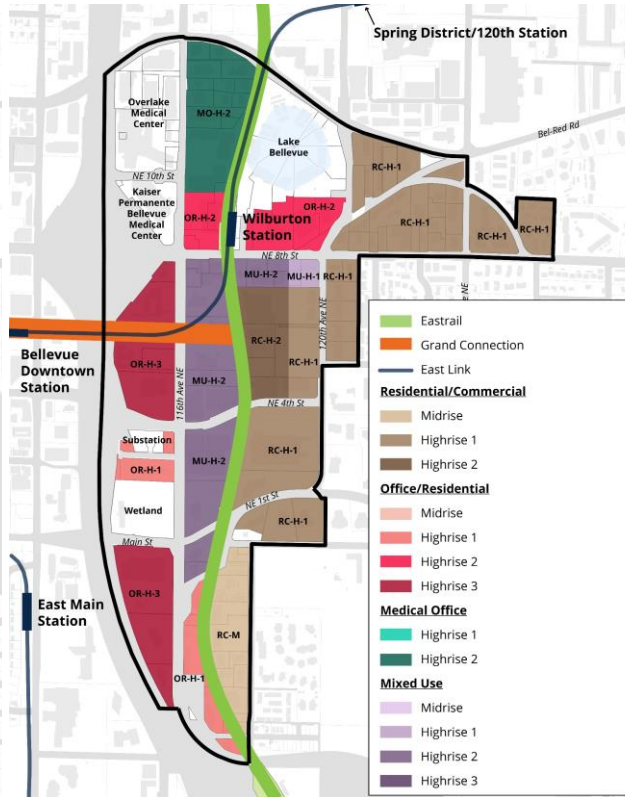 Spring District/120th Station
Overlake
Medical
Center
MO-H-2
Lake
Bellevue
Bel-Red Rd
NE 10th St
RC-H-1
Kaiser
Permanente
Bellevue
Medical
Center
OR-H-2
OR-H-2
Wilburton
Station
RC-H-1
RC-H-1
RC-H-1
NE 8th St
MU-H-2
MU-H-1
RC-H-1
120th Ave NE
Bellevue
Downtown
Station
OR-H-3
116th Ave NE
MU-H-2
RC-H-2
RC-H-1
NE 4th St
Substation
OR-H-1
MU-H-2
RC-H-1
Wetland
NE 1st St
RC-H-1
Main St
OR-H-3
East Main
Station
RC-M
OR-H-1
Eastrail
Grand Connection
East Link
Residential/Commercial
Midrise
Highrise 1
Highrise 2
Office/Residential
Midrise
Highrise 1
Highrise 2
Highrise 3
Medical Office
Highrise 1
Highrise 2
Mixed Use
Midrise
Highrise 1
Highrise 2
Highrise 3